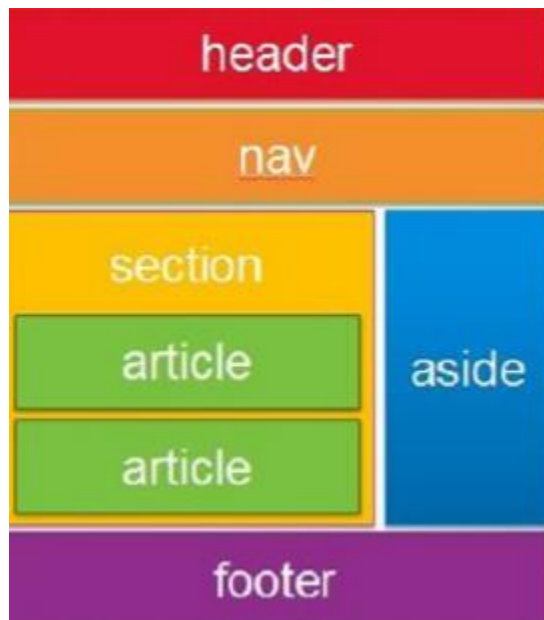 header
nav
section
article
aside
article
footer